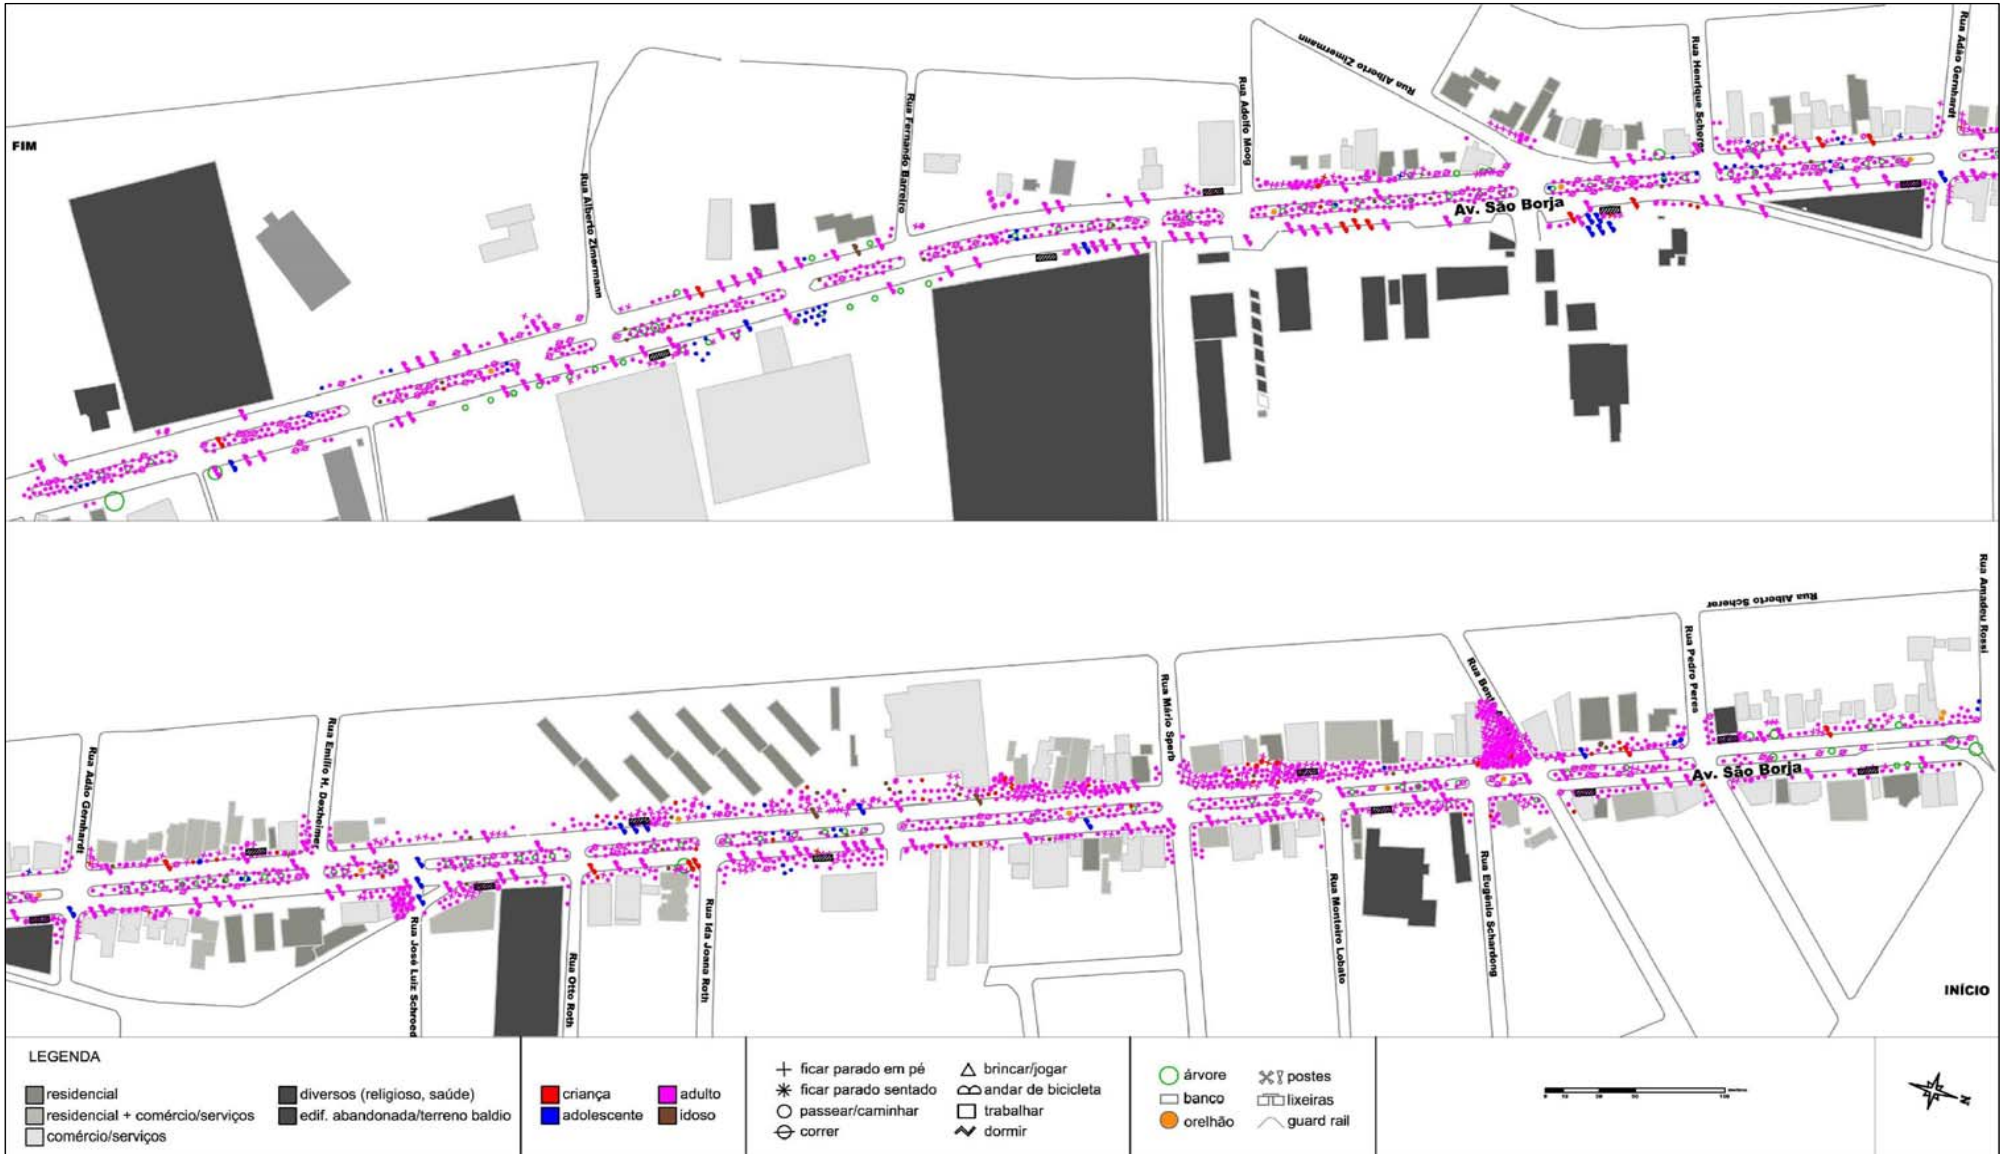 FIM
Rua Alberto Zimermann
Rua Fernando Barreiro
Rua Adolfo Moog
Rua Alberto Zimermann
Rua Henrique Scherer
Rua Adão Gernhardt
Av. São Borja
Rua Adão Gernhardt
Rua Emílio H. Dexheimer
Rua José Luiz Schroed
Rua Otto Roth
Rua Ida Joana Roth
Rua Mário Sperb
Rua Monteiro Lobato
Rua Bent
Rua Eugênio Schardong
Rua Pedro Peres
Rua Alberto Scherer
Rua Amadeu Rossi
Av. São Borja
INÍCIO
LEGENDA
residencial
residencial + comércio/serviços
comércio/serviços
diversos (religioso, saúde)
edif. abandonada/terreno baldio
criança
adolescente
adulto
idoso
ficar parado em pé
ficar parado sentado
passear/caminhar
correr
brincar/jogar
andar de bicicleta
trabalhar
dormir
árvore
banco
orelhão
postes
lixeiras
guard rail
0
10
N